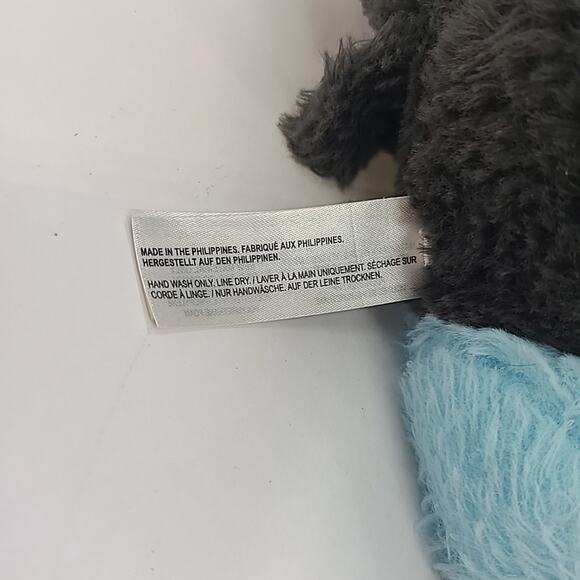 MADE IN THE PHILIPPINES. FABRIQUÉ AUX PHILIPPINES.
HERGESTELLT AUF DEN PHILIPPINEN.
HAND WASH ONLY. LINE DRY. / LAVER À LA MAIN UNIQUEMENT. SÉCHAGE SUR
CORDE À LINGE. / NUR HANDWÄSCHE. AUF DER LEINE TROCKNEN.